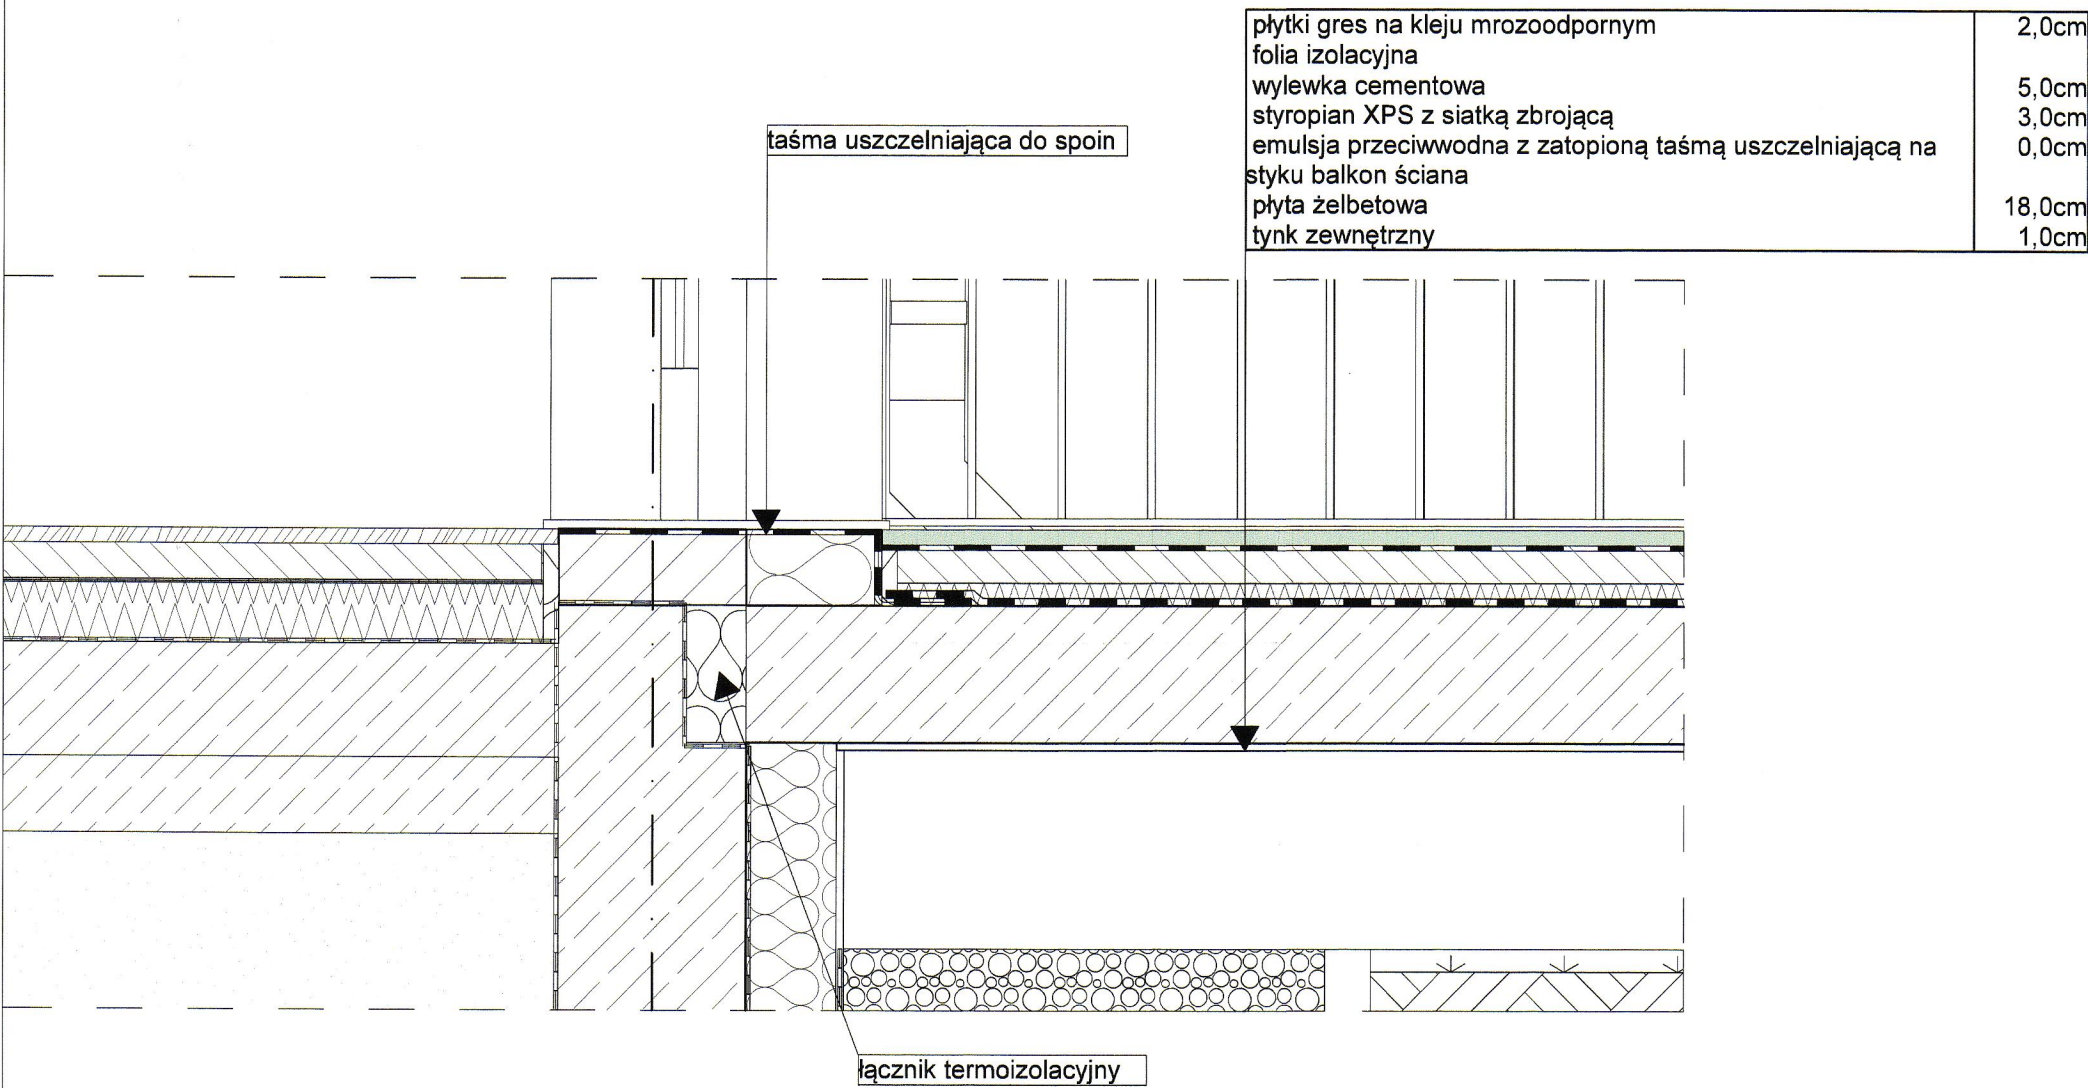 płytki gres na kleju mrozoodpornym 2,0cm
folia izolacyjna
wylewka cementowa 5,0cm
styropian XPS z siatką zbrojącą 3,0cm
emulsja przeciwwodna z zatopioną taśmą uszczelniającą na 0,0cm
styku balkon ściana
płyta żelbetowa 18,0cm
tynk zewnętrzny 1,0cm
taśma uszczelniająca do spoin
łącznik termoizolacyjny